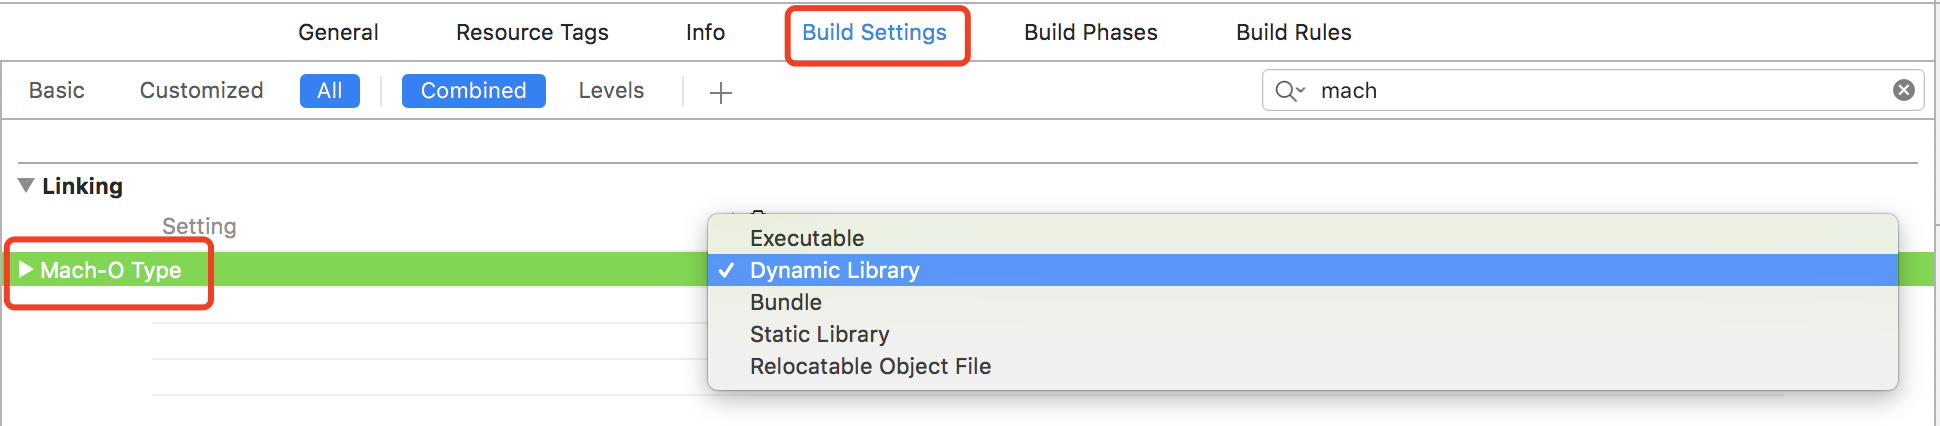 General Resource Tags Info Build Settings Build Phases Build Rules
Basic Customized All Combined Levels mach
Linking
Setting
Executable
Mach-O Type Dynamic Library
Bundle
Static Library
Relocatable Object File